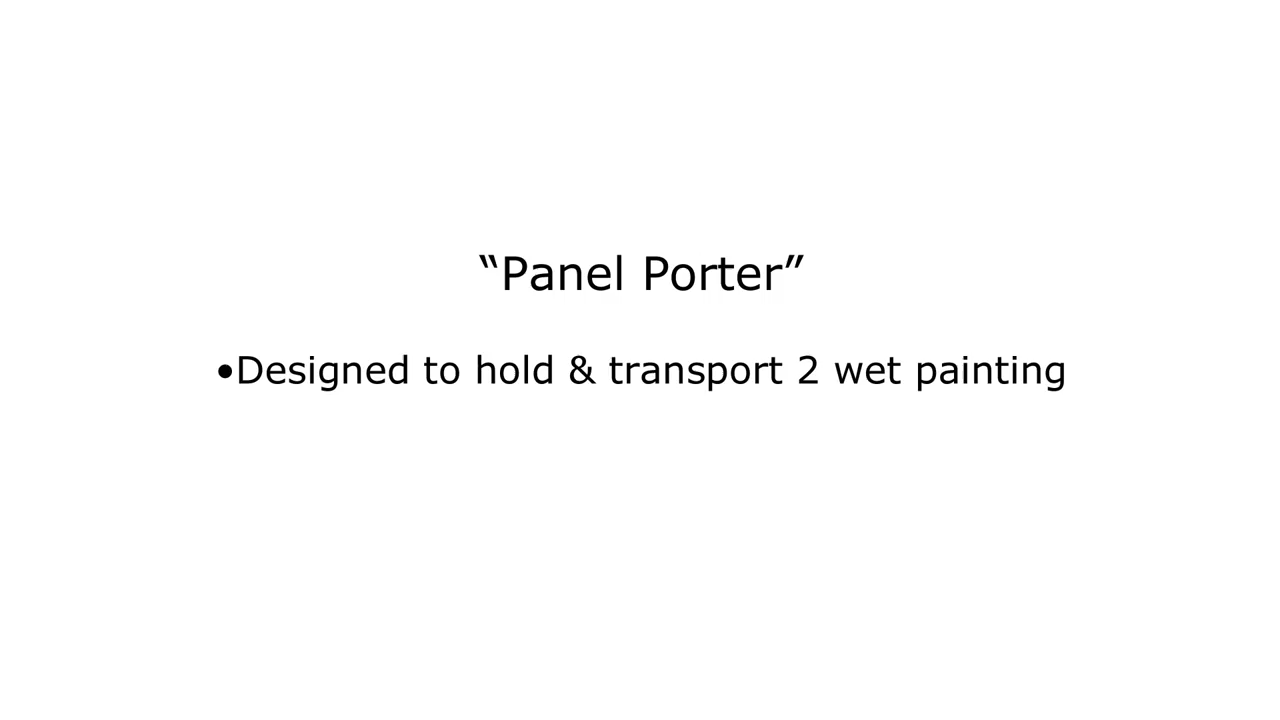 “Panel Porter”
•Designed to hold & transport 2 wet painting